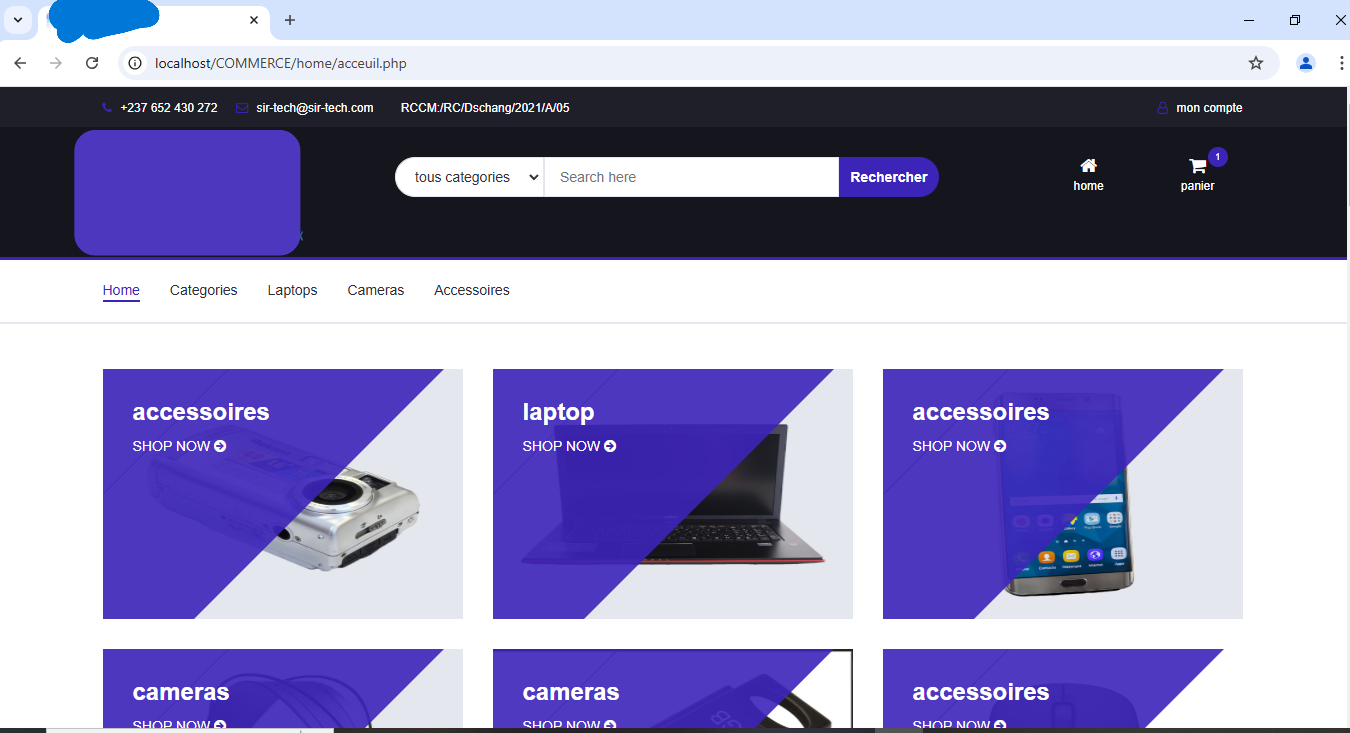 localhost/COMMERCE/home/acceuil.php
+237 652 430 272 sir-tech@sir-tech.com RCCM:/RC/Dschang/2021/A/05 mon compte
tous categories Search here Rechercher
1
home panier
Home Categories Laptops Cameras Accessoires
accessoires laptop accessoires
SHOP NOW SHOP NOW SHOP NOW
cameras cameras accessoires
SHOP NOW SHOP NOW SHOP NOW